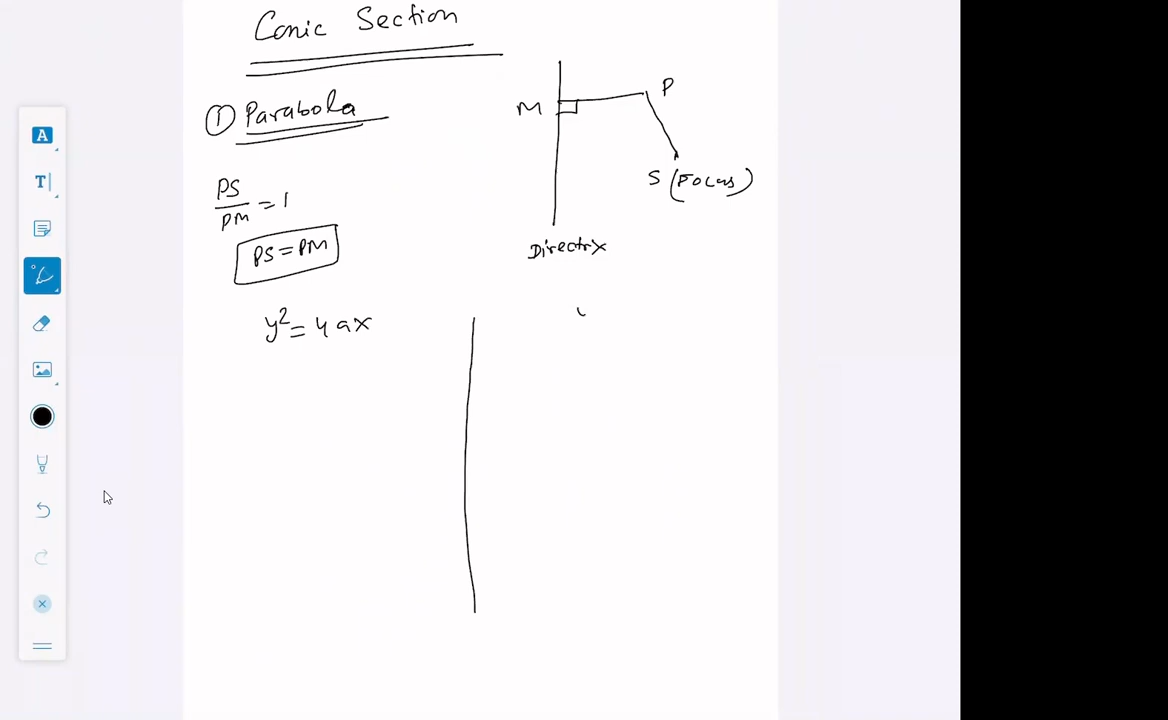 Conic Section
① Parabola
M
P
S (Focus)
Directrix
PS/PM = 1
PS = PM
y² = 4ax
A
T